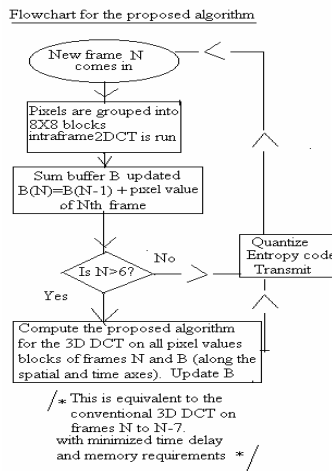 Flowchart for the proposed algorithm
New frame N
comes in
Pixels are grouped into
8X8 blocks
intraframe2DCT is run
Sum buffer B updated
B(N)=B(N-1) + pixel value
of Nth frame
Is N>6?
No
Yes
Quantize
Entropy code
Transmit
Compute the proposed algorithm
for the 3D DCT on all pixel values
blocks of frames N and B (along the
spatial and time axes). Update B
/* This is equivalent to the
conventional 3D DCT on
frames N to N-7.
with minimized time delay
and memory requirements */